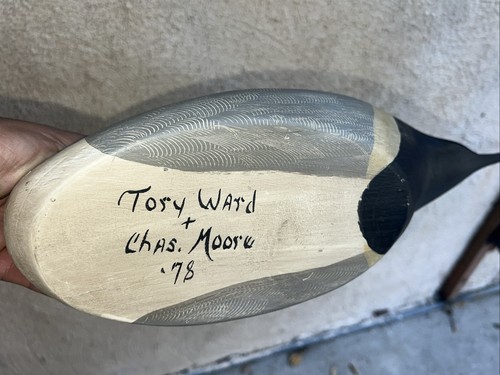 Tory Ward
+
Chas. Moore
'78